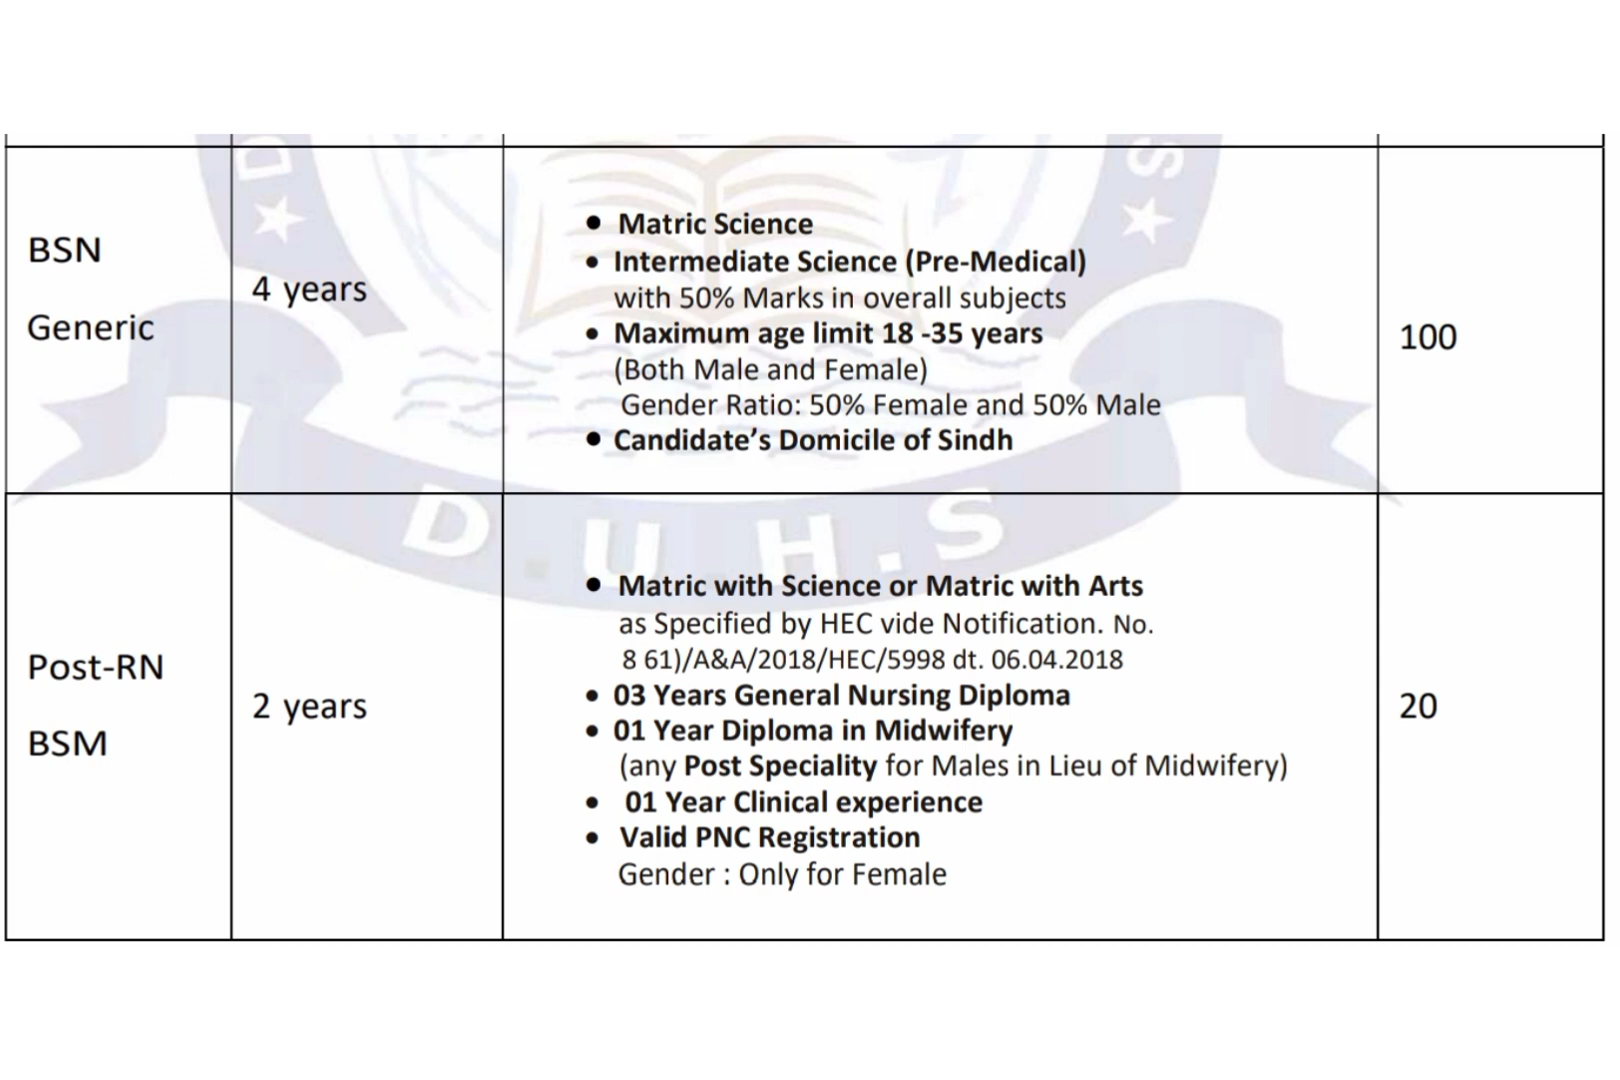 BSN
Generic
4 years
• Matric Science
• Intermediate Science (Pre-Medical)
with 50% Marks in overall subjects
• Maximum age limit 18 -35 years
(Both Male and Female)
Gender Ratio: 50% Female and 50% Male
• Candidate’s Domicile of Sindh
100
Post-RN
BSM
2 years
• Matric with Science or Matric with Arts
as Specified by HEC vide Notification. No.
8 61)/A&A/2018/HEC/5998 dt. 06.04.2018
• 03 Years General Nursing Diploma
• 01 Year Diploma in Midwifery
(any Post Speciality for Males in Lieu of Midwifery)
• 01 Year Clinical experience
• Valid PNC Registration
Gender : Only for Female
20
D
S
D.U.H.S